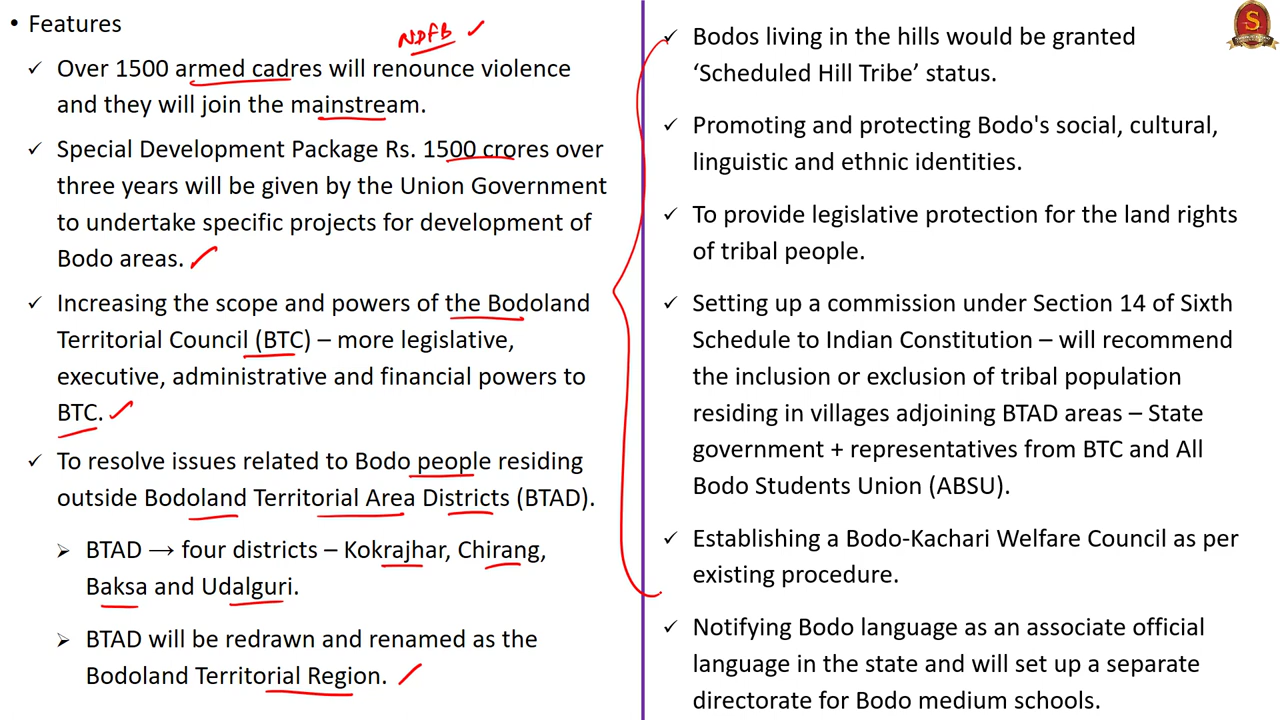 • Features
NDFB ✓
✓ Over 1500 armed cadres will renounce violence
and they will join the mainstream.
✓ Special Development Package Rs. 1500 crores over
three years will be given by the Union Government
to undertake specific projects for development of
Bodo areas.
✓ Increasing the scope and powers of the Bodoland
Territorial Council (BTC) – more legislative,
executive, administrative and financial powers to
BTC.
✓ To resolve issues related to Bodo people residing
outside Bodoland Territorial Area Districts (BTAD).
➢ BTAD → four districts – Kokrajhar, Chirang,
Baksa and Udalguri.
➢ BTAD will be redrawn and renamed as the
Bodoland Territorial Region.
✓ Bodos living in the hills would be granted
‘Scheduled Hill Tribe’ status.
✓ Promoting and protecting Bodo's social, cultural,
linguistic and ethnic identities.
✓ To provide legislative protection for the land rights
of tribal people.
✓ Setting up a commission under Section 14 of Sixth
Schedule to Indian Constitution – will recommend
the inclusion or exclusion of tribal population
residing in villages adjoining BTAD areas – State
government + representatives from BTC and All
Bodo Students Union (ABSU).
✓ Establishing a Bodo-Kachari Welfare Council as per
existing procedure.
✓ Notifying Bodo language as an associate official
language in the state and will set up a separate
directorate for Bodo medium schools.
S